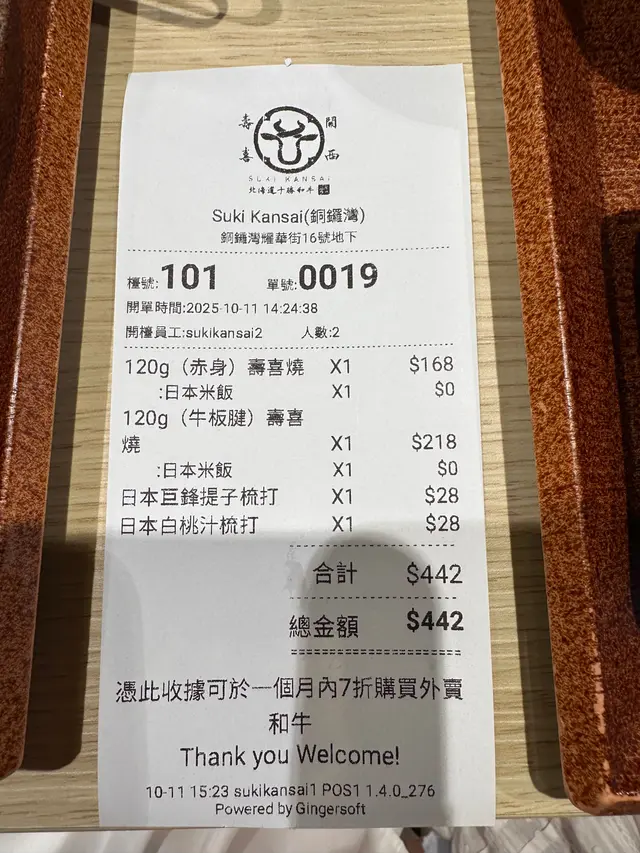 壽 關
喜 西
SUKI KANSAI
北海道十勝和牛
Suki Kansai(銅鑼灣)
銅鑼灣耀華街16號地下
檯號:101 單號:0019
開單時間:2025-10-11 14:24:38
開檯員工:sukikansai2 人數:2
120g（赤身）壽喜燒 X1 $168
:日本米飯 X1 $0
120g（牛板腱）壽喜
燒 X1 $218
:日本米飯 X1 $0
日本巨鋒提子梳打 X1 $28
日本白桃汁梳打 X1 $28
合計 $442
總金額 $442
憑此收據可於一個月內7折購買外賣
和牛
Thank you Welcome!
10-11 15:23 sukikansai1 POS1 1.4.0_276
Powered by Gingersoft